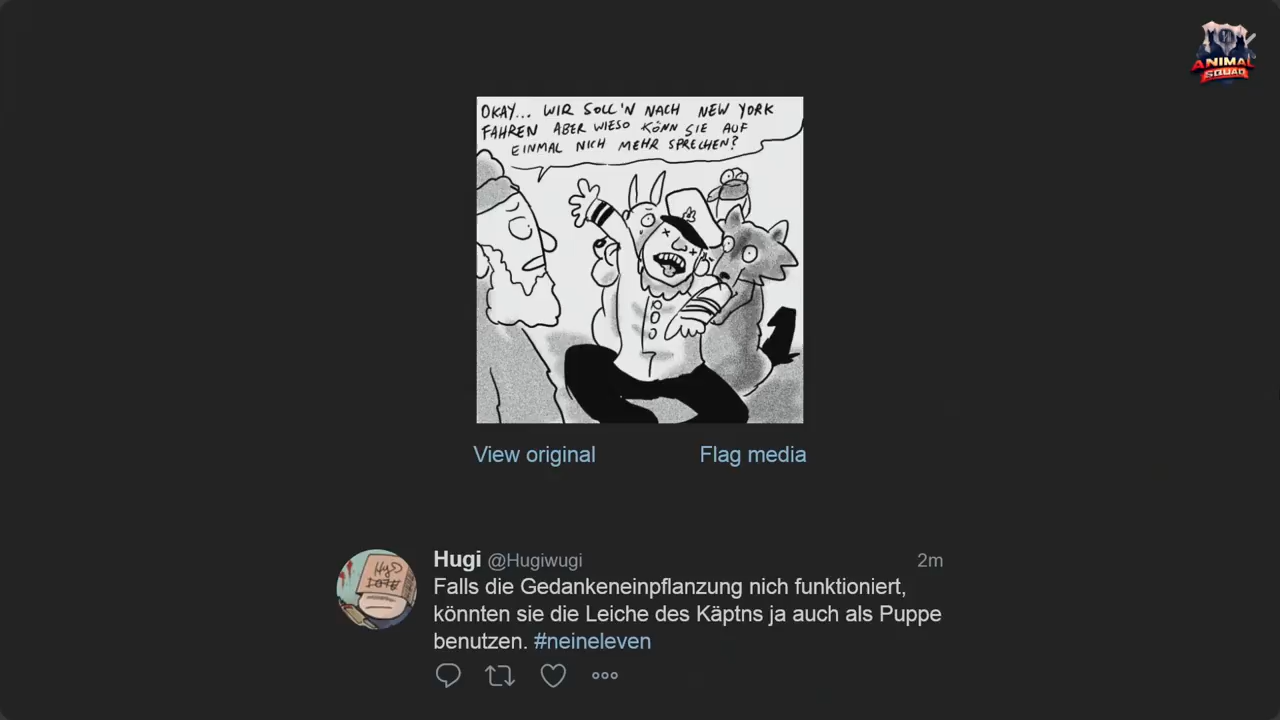 ANIMAL
SQUAD
OKAY... WIR SOLL'N NACH NEW YORK
FAHREN ABER WIESO KÖNN SIE AUF
EINMAL NICH MEHR SPRECHEN?
View original Flag media
Hugi @Hugiwugi 2m
Falls die Gedankeneinpflanzung nich funktioniert,
könnten sie die Leiche des Käptns ja auch als Puppe
benutzen. #neineleven